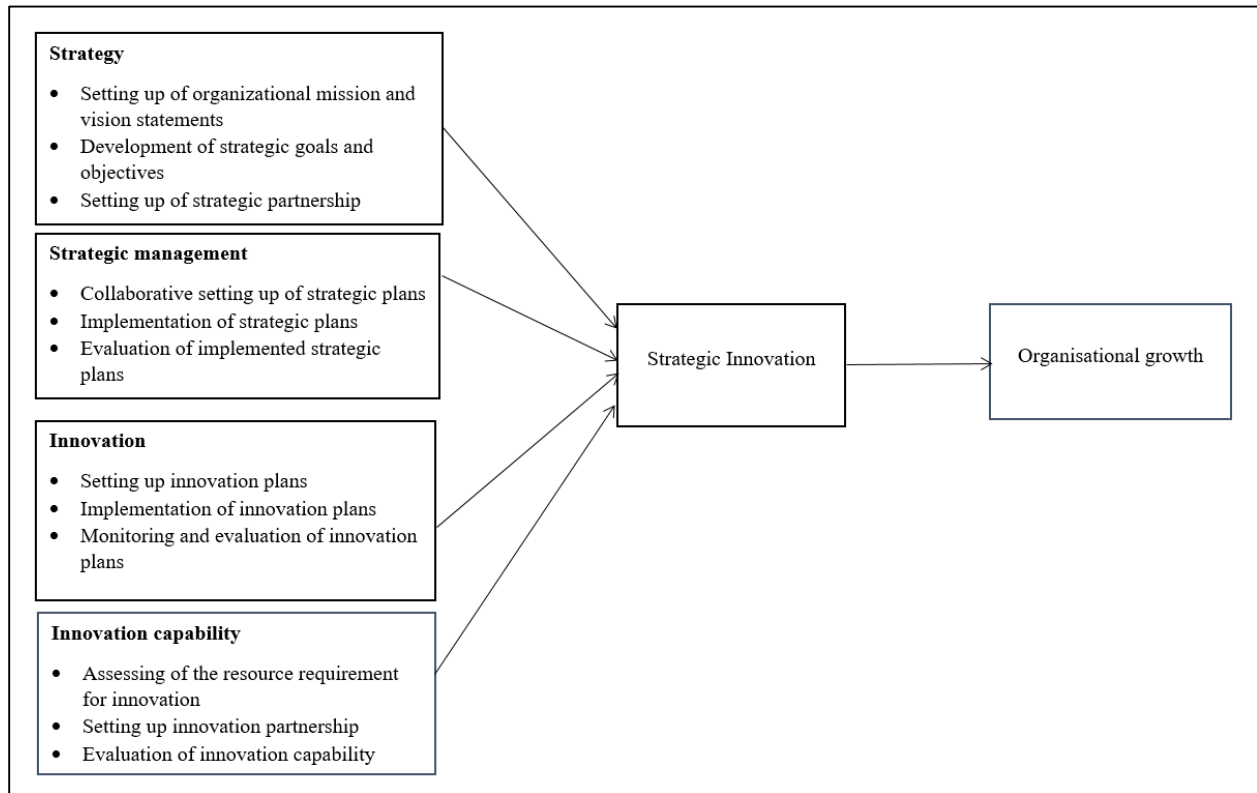 Strategy
• Setting up of organizational mission and
vision statements
• Development of strategic goals and
objectives
• Setting up of strategic partnership
Strategic management
• Collaborative setting up of strategic plans
• Implementation of strategic plans
• Evaluation of implemented strategic
plans
Innovation
• Setting up innovation plans
• Implementation of innovation plans
• Monitoring and evaluation of innovation
plans
Innovation capability
• Assessing of the resource requirement
for innovation
• Setting up innovation partnership
• Evaluation of innovation capability
Strategic Innovation
Organisational growth